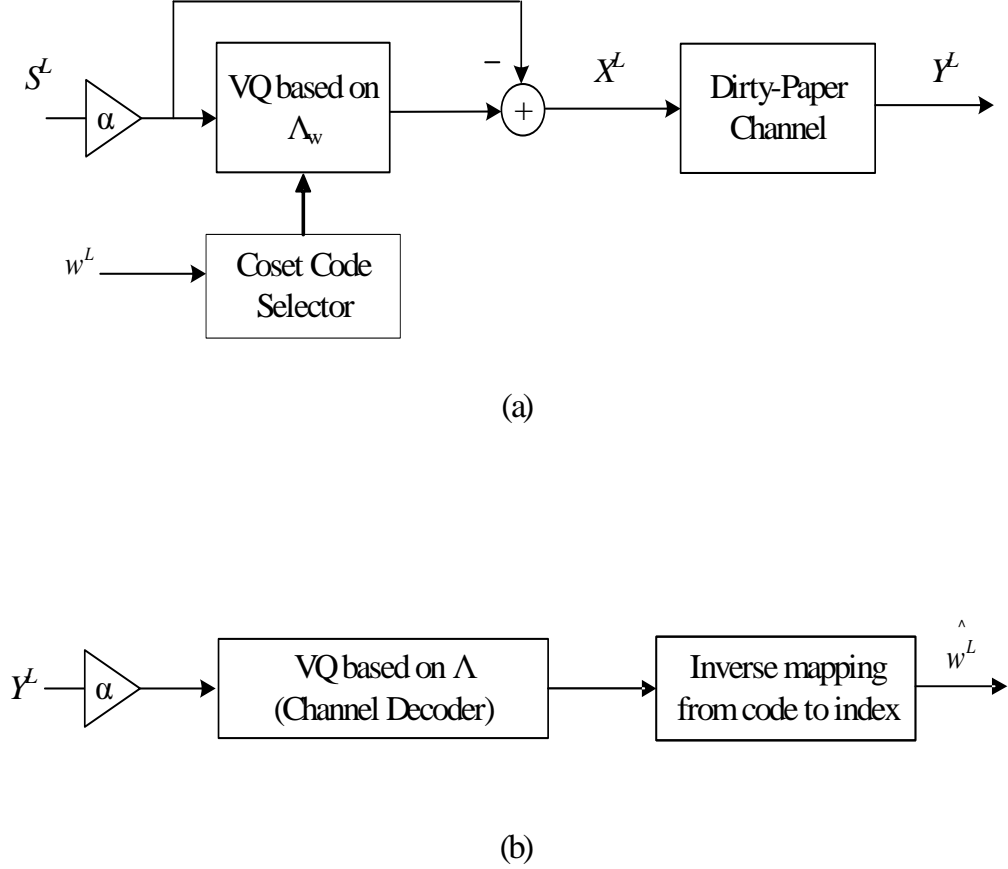 S^L
α
VQ based on
Λ_w
−
+
X^L
Dirty-Paper
Channel
Y^L
w^L
Coset Code
Selector
(a)
Y^L
α
VQ based on Λ
(Channel Decoder)
Inverse mapping
from code to index
ŵ^L
(b)